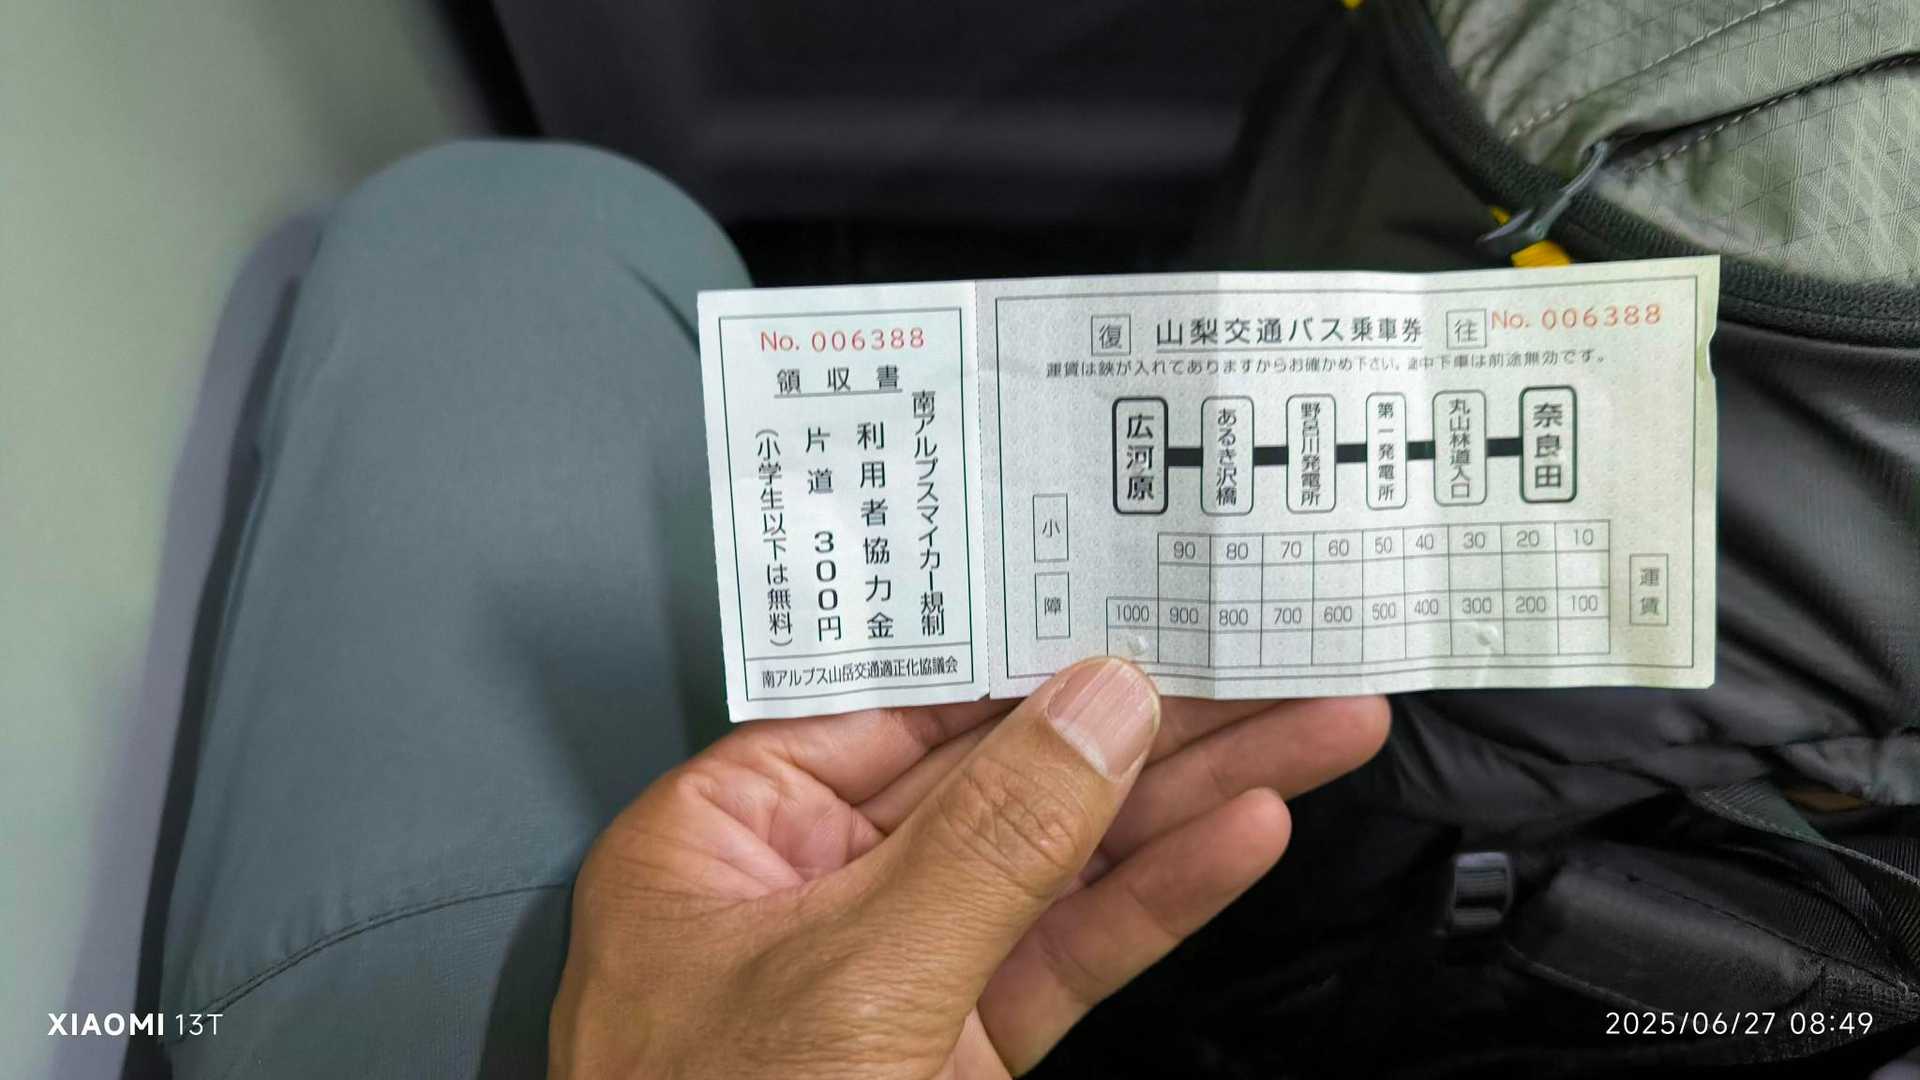 No. 006388
領収書
南アルプスマイカー規制
利用者協力金
片道 300円
(小学生以下は無料)
南アルプス山岳交通適正化協議会
復 山梨交通バス乗車券 往 No. 006388
運賃は鋏が入れてありますからお確かめ下さい。途中下車は前途無効です。
広河原
あるき沢橋
野呂川発電所
第一発電所
丸山林道入口
奈良田
小
障
90 80 70 60 50 40 30 20 10
1000 900 800 700 600 500 400 300 200 100
運賃
XIAOMI 13T
2025/06/27 08:49